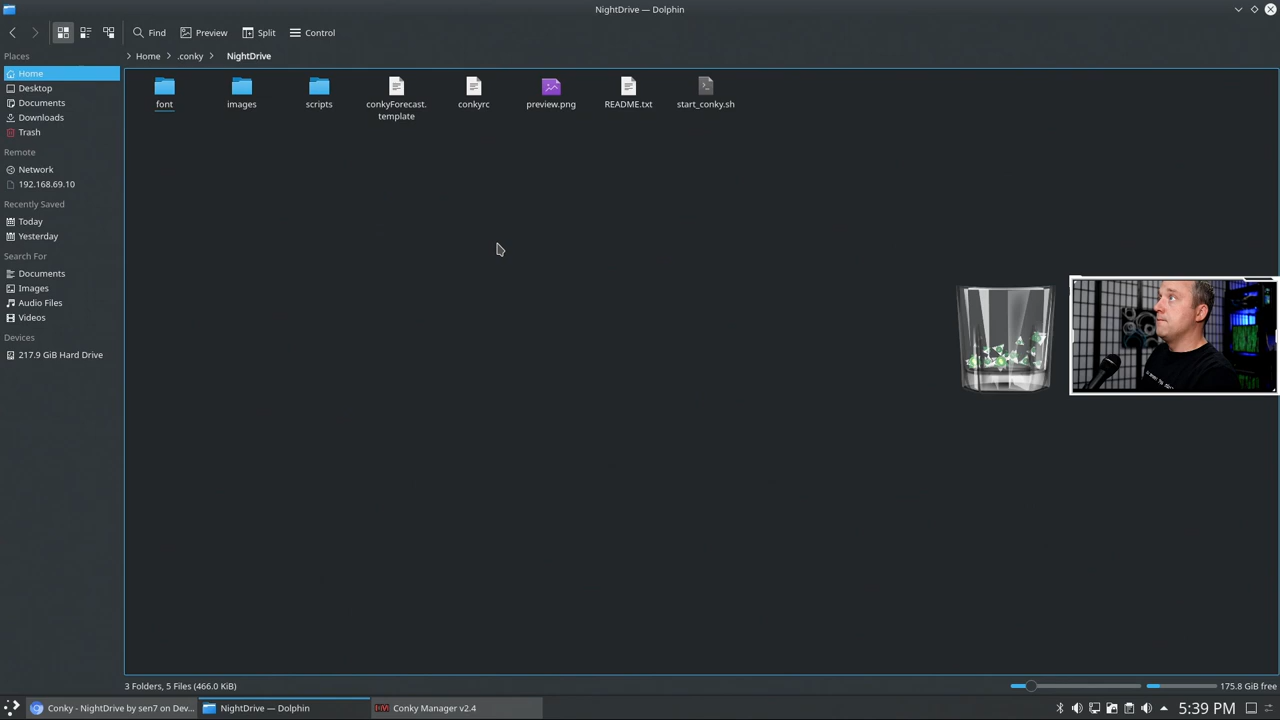 NightDrive — Dolphin
Find Preview Split Control
Places
Home .conky NightDrive
Home
Desktop
Documents
Downloads
Trash
Remote
Network
192.168.69.10
Recently Saved
Today
Yesterday
Search For
Documents
Images
Audio Files
Videos
Devices
217.9 GiB Hard Drive
font
images
scripts
conkyForecast.
template
conkyrc
preview.png
README.txt
start_conky.sh
3 Folders, 5 Files (466.0 KiB)
175.8 GiB free
Conky - NightDrive by sen7 on Dev...
NightDrive — Dolphin
Conky Manager v2.4
5:39 PM